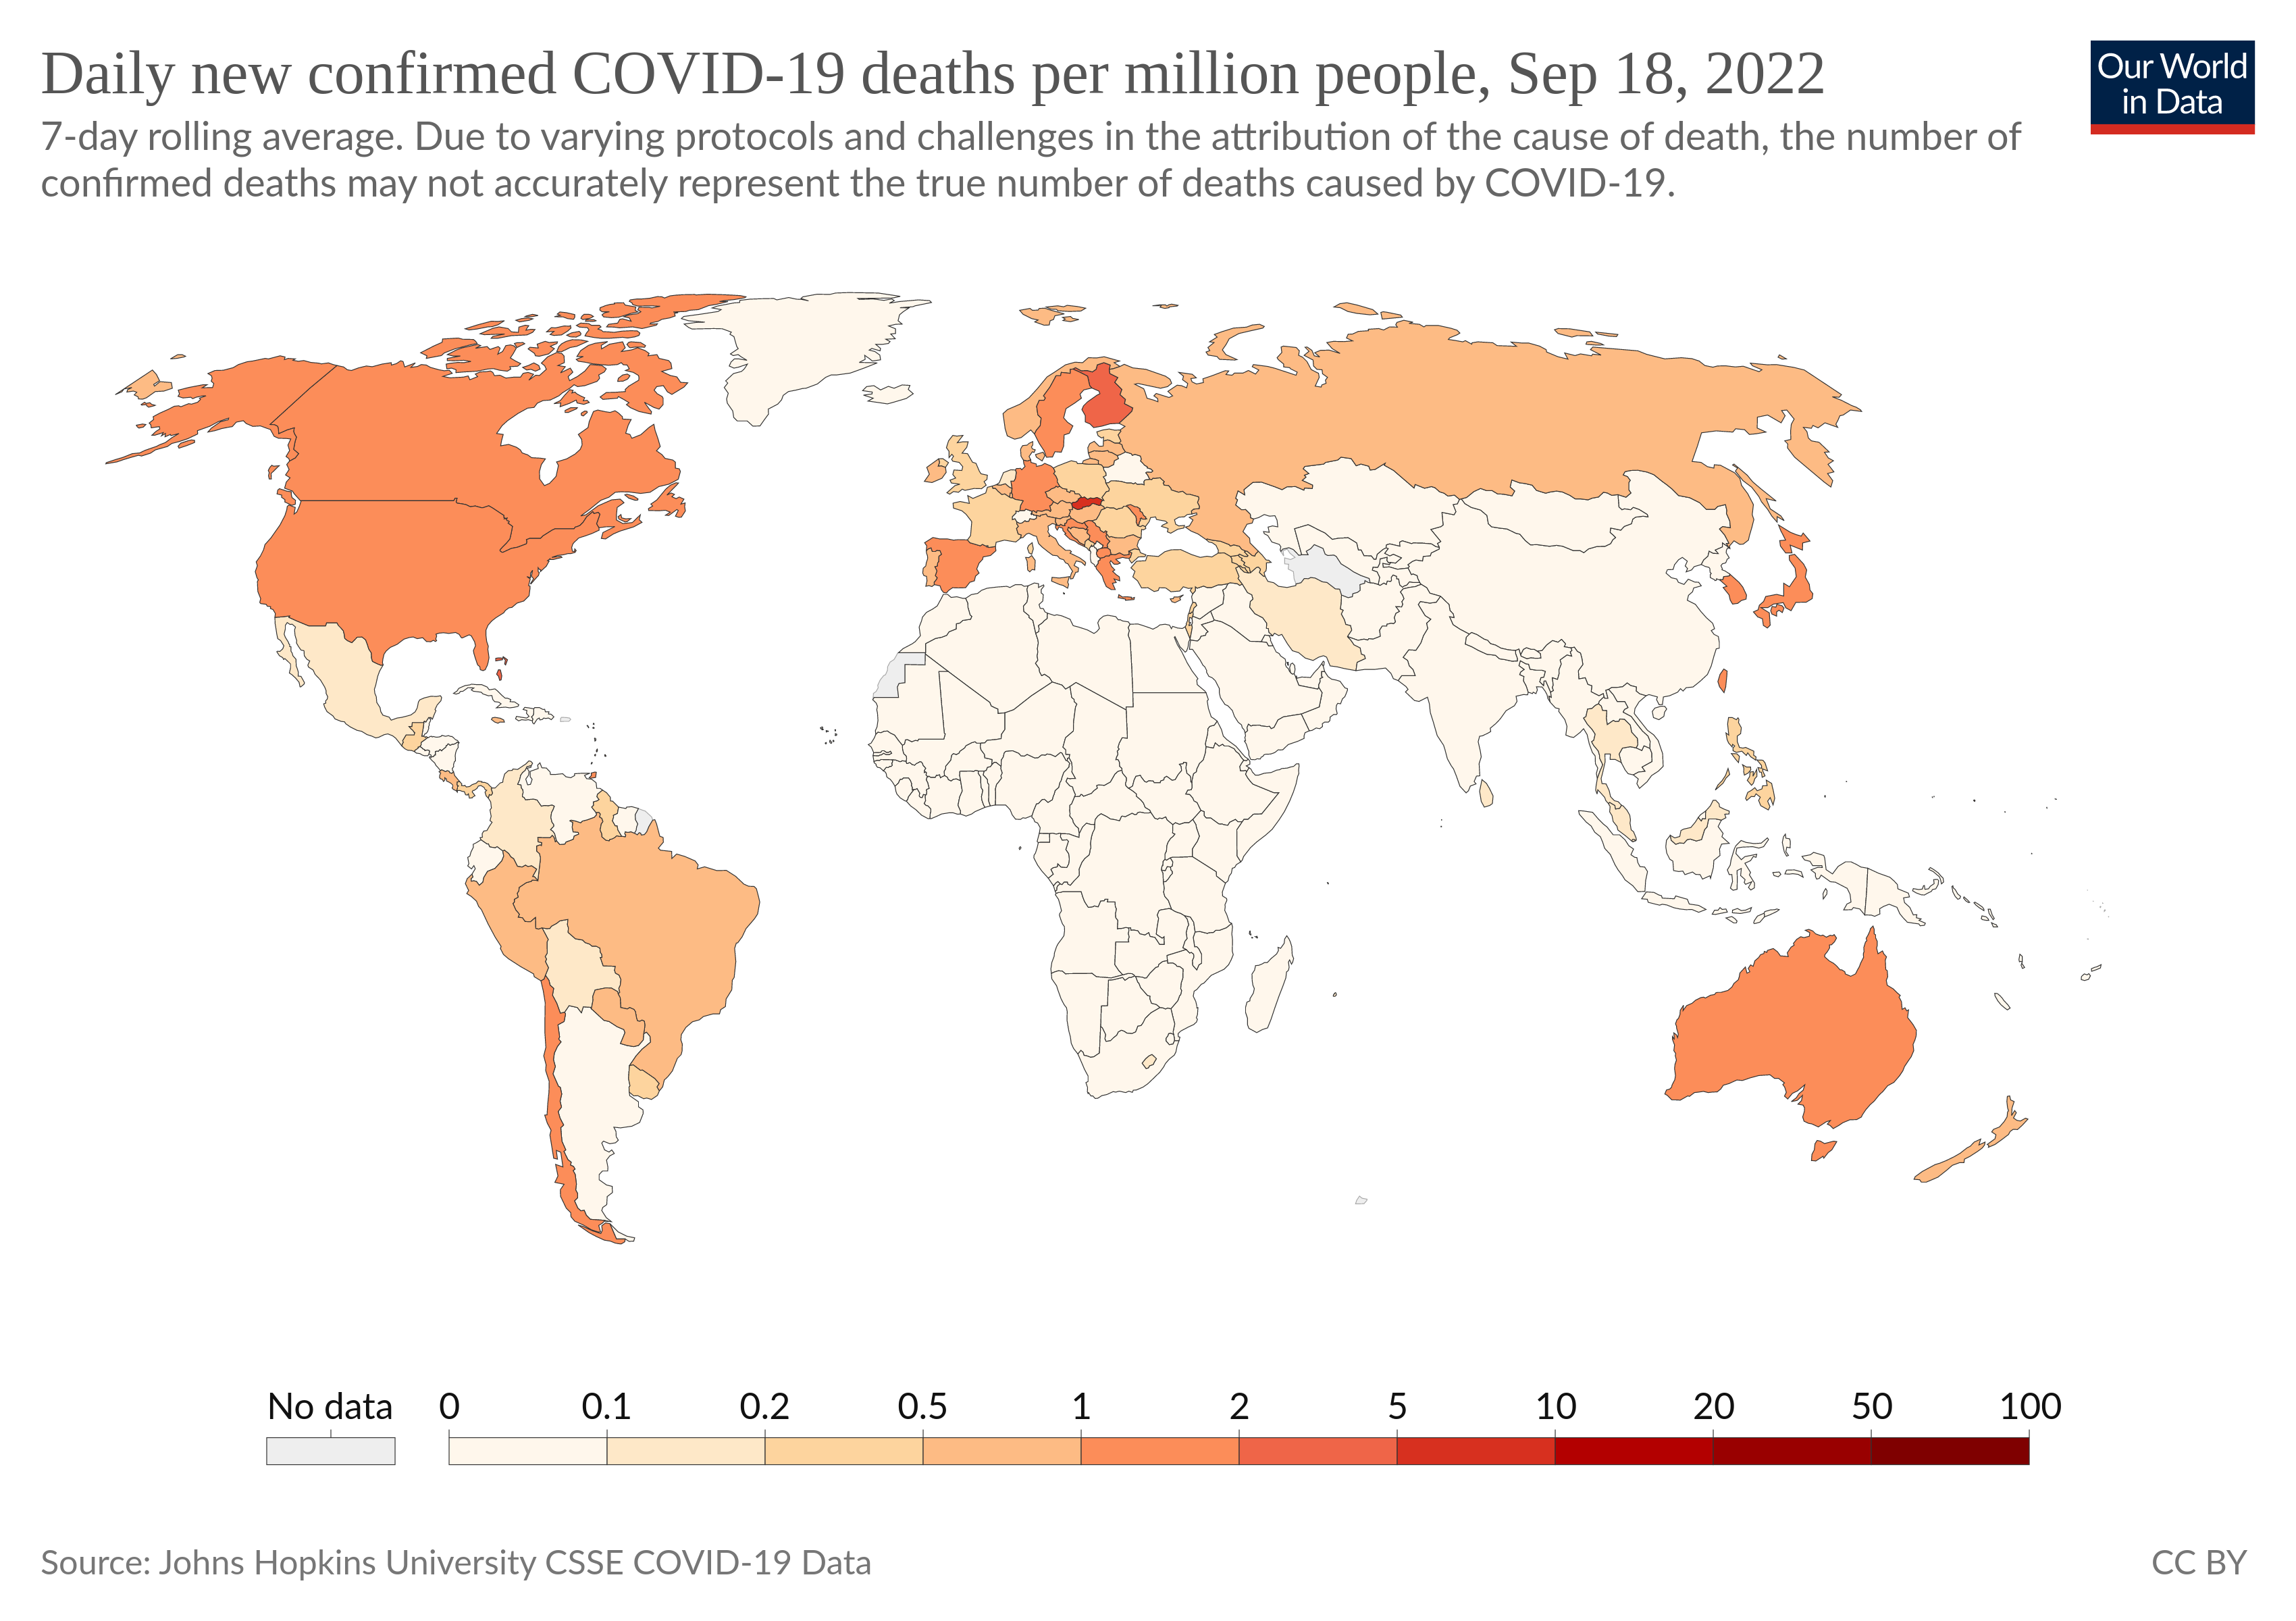 Daily new confirmed COVID-19 deaths per million people, Sep 18, 2022
Our World
in Data
7-day rolling average. Due to varying protocols and challenges in the attribution of the cause of death, the number of
confirmed deaths may not accurately represent the true number of deaths caused by COVID-19.
No data 0 0.1 0.2 0.5 1 2 5 10 20 50 100
Source: Johns Hopkins University CSSE COVID-19 Data
CC BY